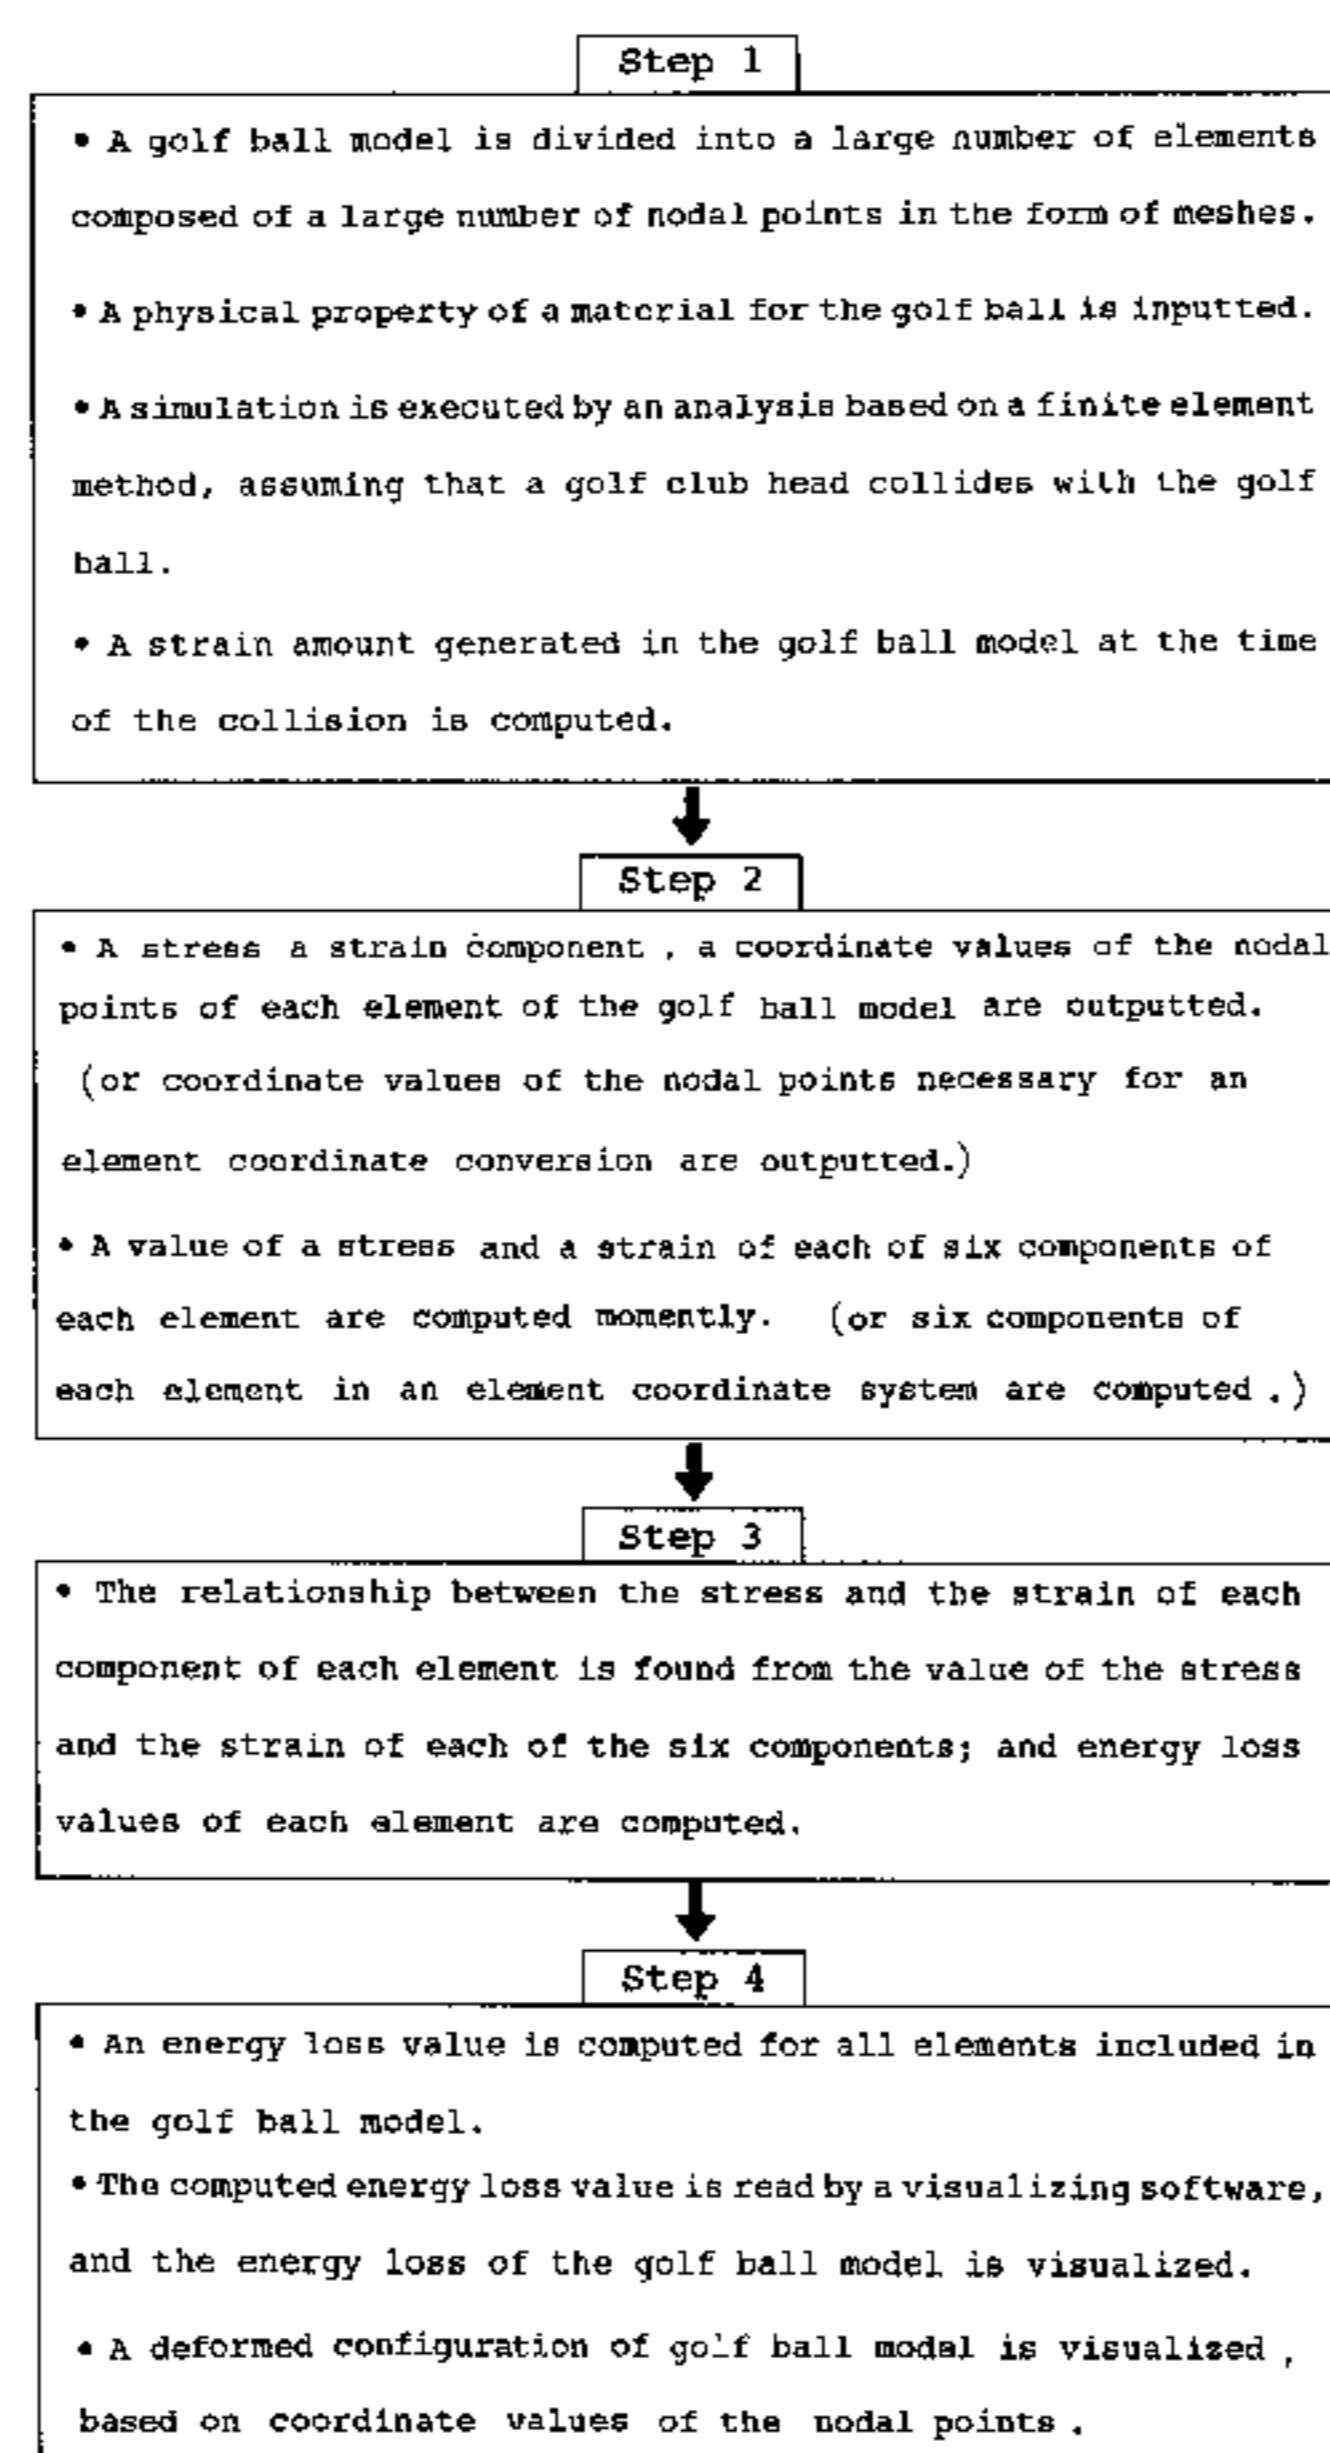 Step 1
• A golf ball model is divided into a large number of elements
composed of a large number of nodal points in the form of meshes.
• A physical property of a material for the golf ball is inputted.
• A simulation is executed by an analysis based on a finite element
method, assuming that a golf club head collides with the golf
ball.
• A strain amount generated in the golf ball model at the time
of the collision is computed.
Step 2
• A stress a strain component , a coordinate values of the nodal
points of each element of the golf ball model are outputted.
(or coordinate values of the nodal points necessary for an
element coordinate conversion are outputted.)
• A value of a stress and a strain of each of six components of
each element are computed momently. (or six components of
each element in an element coordinate system are computed .)
Step 3
• The relationship between the stress and the strain of each
component of each element is found from the value of the stress
and the strain of each of the six components; and energy loss
values of each element are computed.
Step 4
• An energy loss value is computed for all elements included in
the golf ball model.
• The computed energy loss value is read by a visualizing software,
and the energy loss of the golf ball model is visualized.
• A deformed configuration of golf ball model is visualized ,
based on coordinate values of the nodal points .